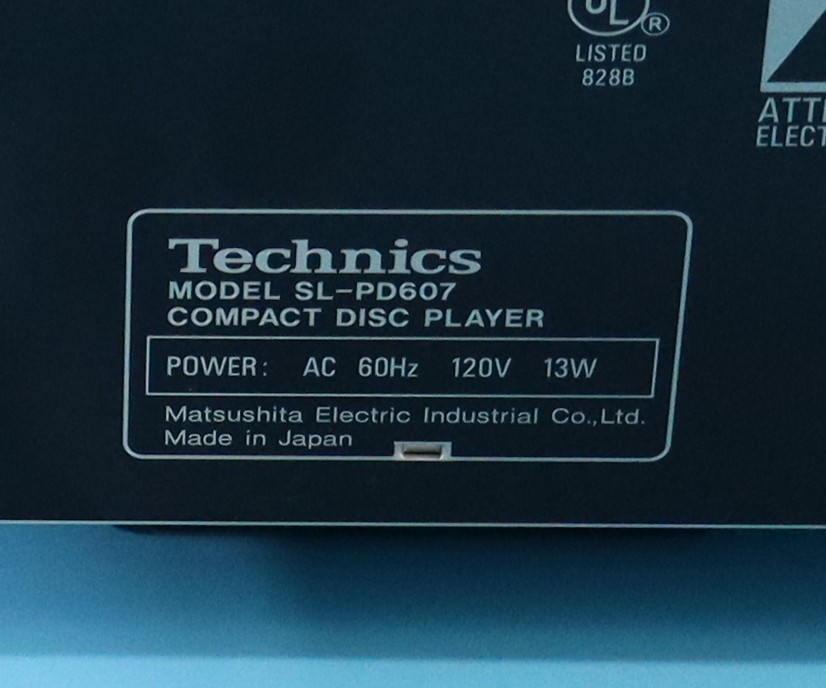 UL ®
LISTED
828B
ELECT
Technics
MODEL SL-PD607
COMPACT DISC PLAYER
POWER: AC 60Hz 120V 13W
Matsushita Electric Industrial Co.,Ltd.
Made in Japan